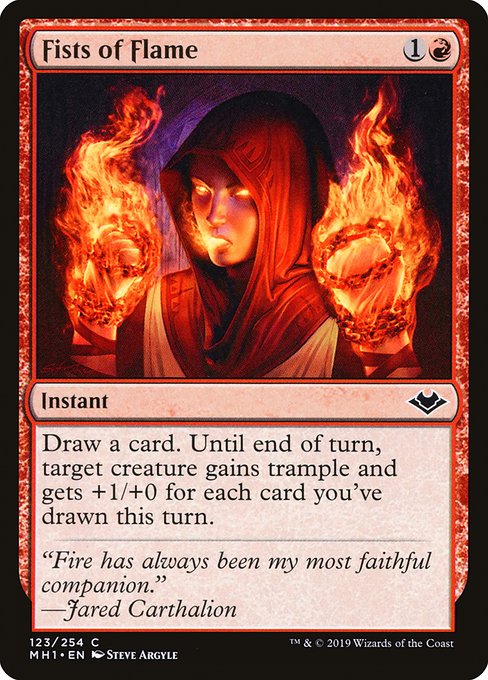 Fists of Flame 1
Instant
Draw a card. Until end of turn,
target creature gains trample and
gets +1/+0 for each card you've
drawn this turn.
“Fire has always been my most faithful
companion.”
—Jared Carthalion
123/254 C
™ & © 2019 Wizards of the Coast
MH1 • EN Steve Argyle